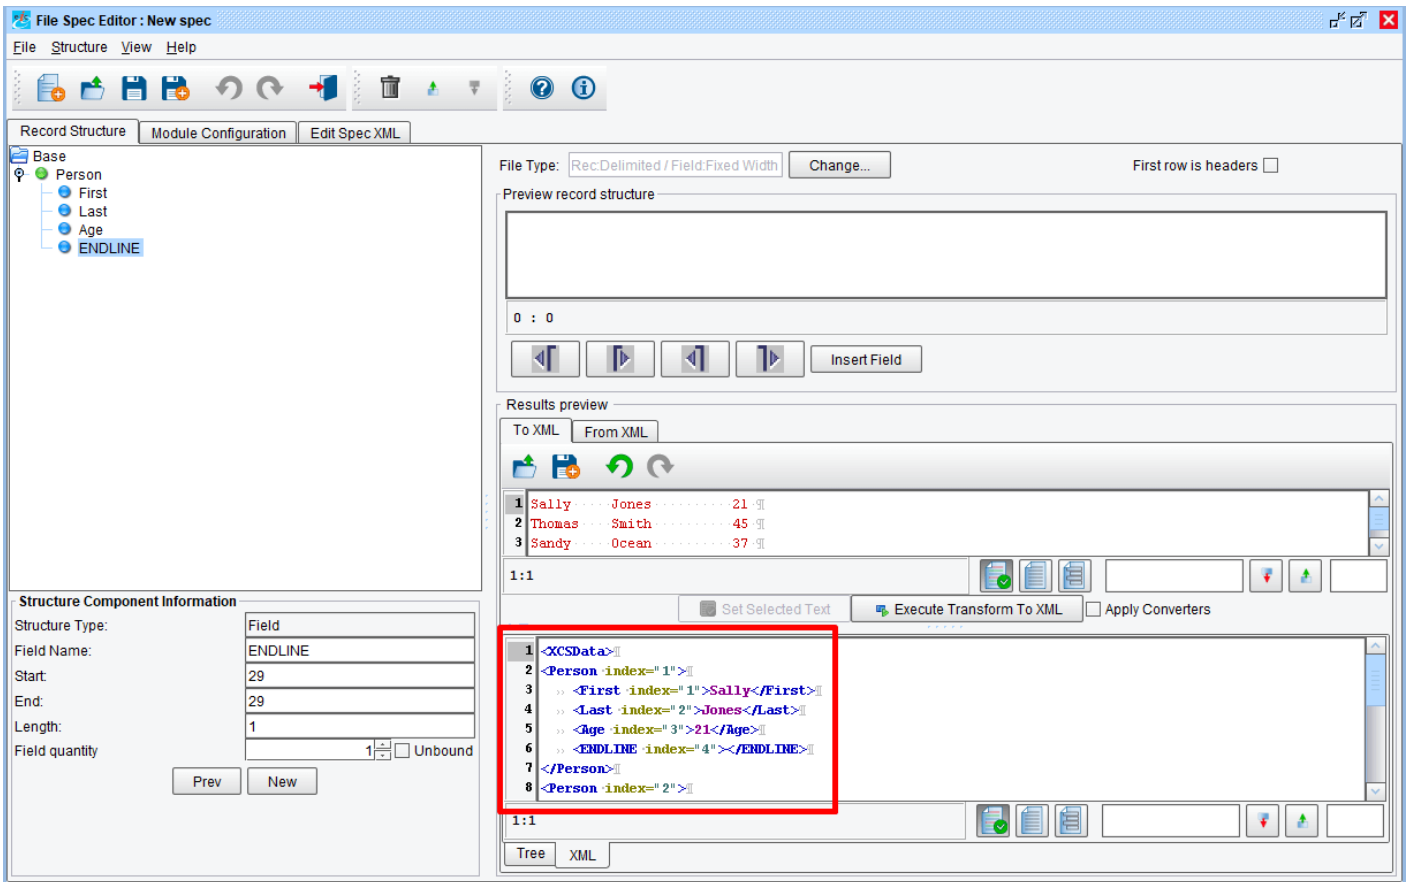 File Spec Editor : New spec
File Structure View Help
Record Structure Module Configuration Edit Spec XML
Base
Person
First
Last
Age
ENDLINE
Structure Component Information
Structure Type: Field
Field Name: ENDLINE
Start: 29
End: 29
Length: 1
Field quantity 1 Unbound
Prev New
File Type: Rec:Delimited / Field:Fixed Width Change... First row is headers
Preview record structure
0 : 0
Insert Field
Results preview
To XML From XML
1 Sally Jones 21 ¶
2 Thomas Smith 45 ¶
3 Sandy Ocean 37 ¶
1:1
Set Selected Text Execute Transform To XML Apply Converters
1 <XCSData>¶
2 <Person index="1">¶
3 » <First index="1">Sally</First>¶
4 » <Last index="2">Jones</Last>¶
5 » <Age index="3">21</Age>¶
6 » <ENDLINE index="4"></ENDLINE>¶
7 </Person>¶
8 <Person index="2">¶
1:1
Tree XML